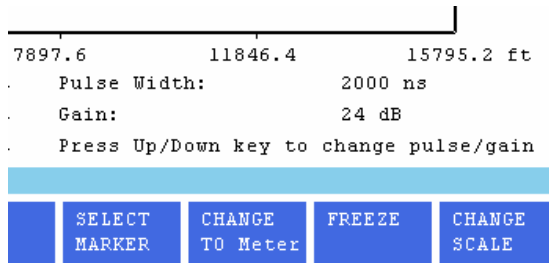 7897.6 11846.4 15795.2 ft
. Pulse Width: 2000 ns
. Gain: 24 dB
. Press Up/Down key to change pulse/gain
SELECT CHANGE FREEZE CHANGE
MARKER TO Meter SCALE